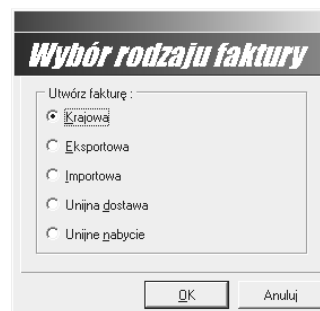 Wybór rodzaju faktury
Utwórz fakturę :
Krajowa
Eksportowa
Importowa
Unijna dostawa
Unijne nabycie
OK
Anuluj